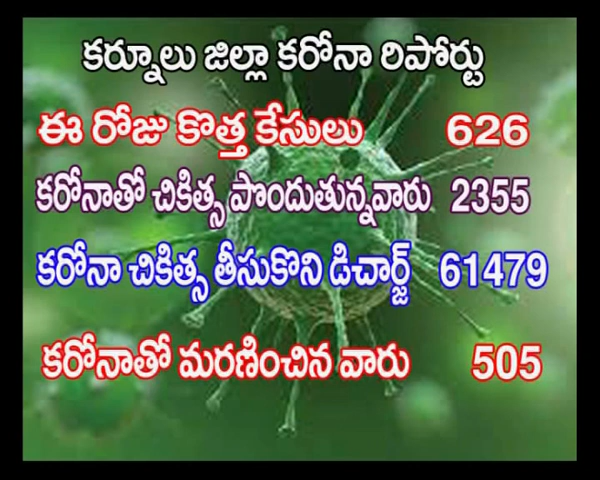 కర్నూలు జిల్లా కరోనా రిపోర్టు
ఈ రోజు కొత్త కేసులు 626
కరోనాతో చికిత్స పొందుతున్నవారు 2355
కరోనా చికిత్స తీసుకొని డిచార్జ్ 61479
కరోనాతో మరణించిన వారు 505